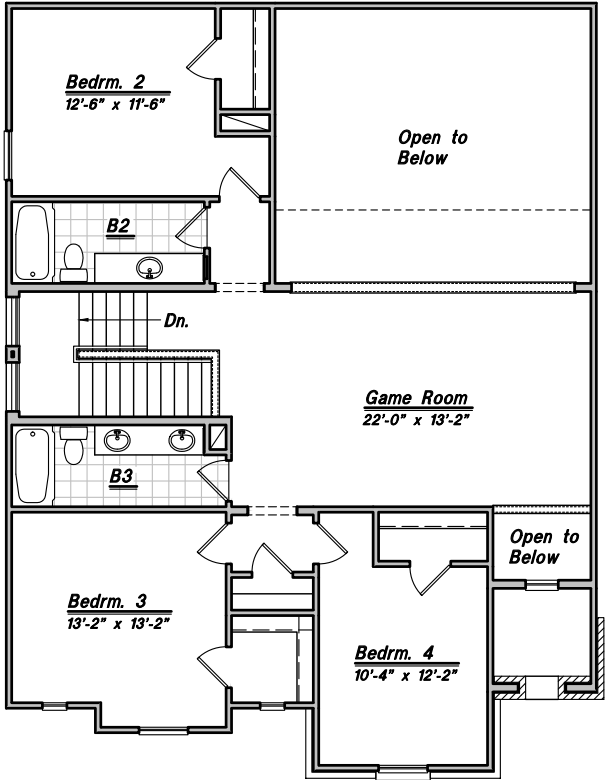 Bedrm. 2
12'-6" x 11'-6"
Open to
Below
B2
Dn.
Game Room
22'-0" x 13'-2"
B3
Open to
Below
Bedrm. 3
13'-2" x 13'-2"
Bedrm. 4
10'-4" x 12'-2"